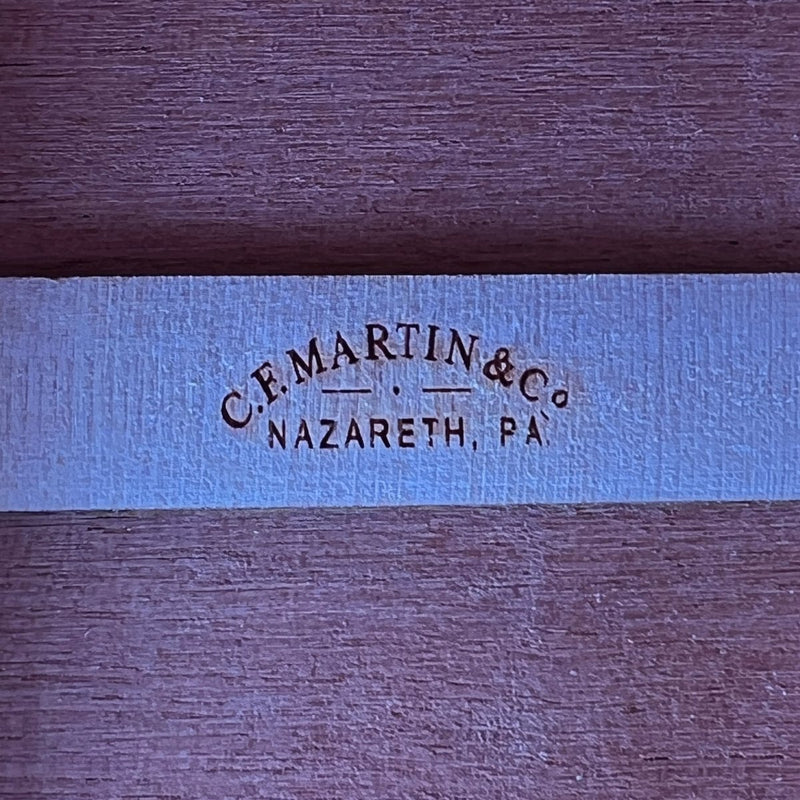 C.F. MARTIN & Co
NAZARETH, PA.